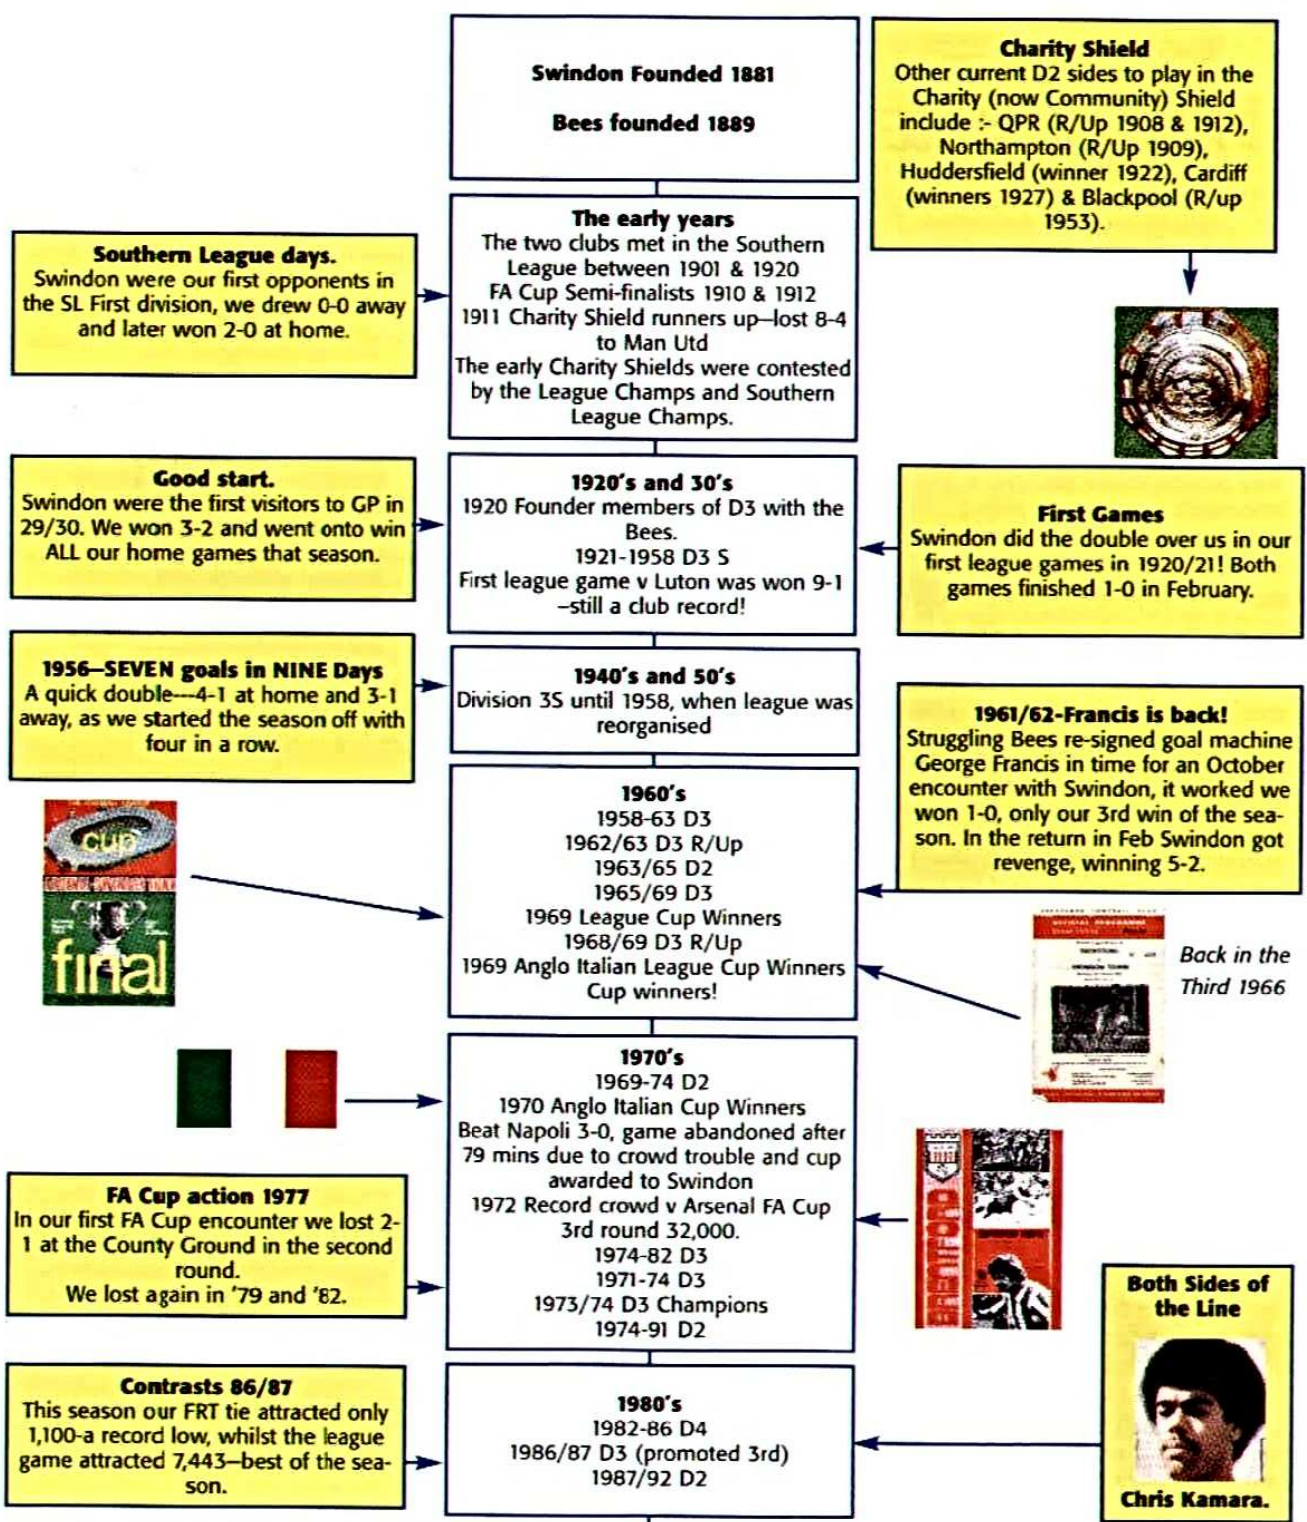 Swindon Founded 1881
Bees founded 1889
Charity Shield
Other current D2 sides to play in the
Charity (now Community) Shield
include :- QPR (R/Up 1908 & 1912),
Northampton (R/Up 1909),
Huddersfield (winner 1922), Cardiff
(winners 1927) & Blackpool (R/up
1953).
Southern League days.
Swindon were our first opponents in
the SL First division, we drew 0-0 away
and later won 2-0 at home.
The early years
The two clubs met in the Southern
League between 1901 & 1920
FA Cup Semi-finalists 1910 & 1912
1911 Charity Shield runners up—lost 8-4
to Man Utd
The early Charity Shields were contested
by the League Champs and Southern
League Champs.
Good start.
Swindon were the first visitors to GP in
29/30. We won 3-2 and went onto win
ALL our home games that season.
1920's and 30's
1920 Founder members of D3 with the
Bees.
1921-1958 D3 S
First league game v Luton was won 9-1
–still a club record!
First Games
Swindon did the double over us in our
first league games in 1920/21! Both
games finished 1-0 in February.
1956—SEVEN goals in NINE Days
A quick double---4-1 at home and 3-1
away, as we started the season off with
four in a row.
1940's and 50's
Division 3S until 1958, when league was
reorganised
1961/62-Francis is back!
Struggling Bees re-signed goal machine
George Francis in time for an October
encounter with Swindon, it worked we
won 1-0, only our 3rd win of the sea-
son. In the return in Feb Swindon got
revenge, winning 5-2.
cup
final
1960's
1958-63 D3
1962/63 D3 R/Up
1963/65 D2
1965/69 D3
1969 League Cup Winners
1968/69 D3 R/Up
1969 Anglo Italian League Cup Winners
Cup winners!
Back in the
Third 1966
1970's
1969-74 D2
1970 Anglo Italian Cup Winners
Beat Napoli 3-0, game abandoned after
79 mins due to crowd trouble and cup
awarded to Swindon
1972 Record crowd v Arsenal FA Cup
3rd round 32,000.
1974-82 D3
1971-74 D3
1973/74 D3 Champions
1974-91 D2
FA Cup action 1977
In our first FA Cup encounter we lost 2-
1 at the County Ground in the second
round.
We lost again in '79 and '82.
Both Sides of
the Line
Chris Kamara.
Contrasts 86/87
This season our FRT tie attracted only
1,100-a record low, whilst the league
game attracted 7,443—best of the sea-
son.
1980's
1982-86 D4
1986/87 D3 (promoted 3rd)
1987/92 D2